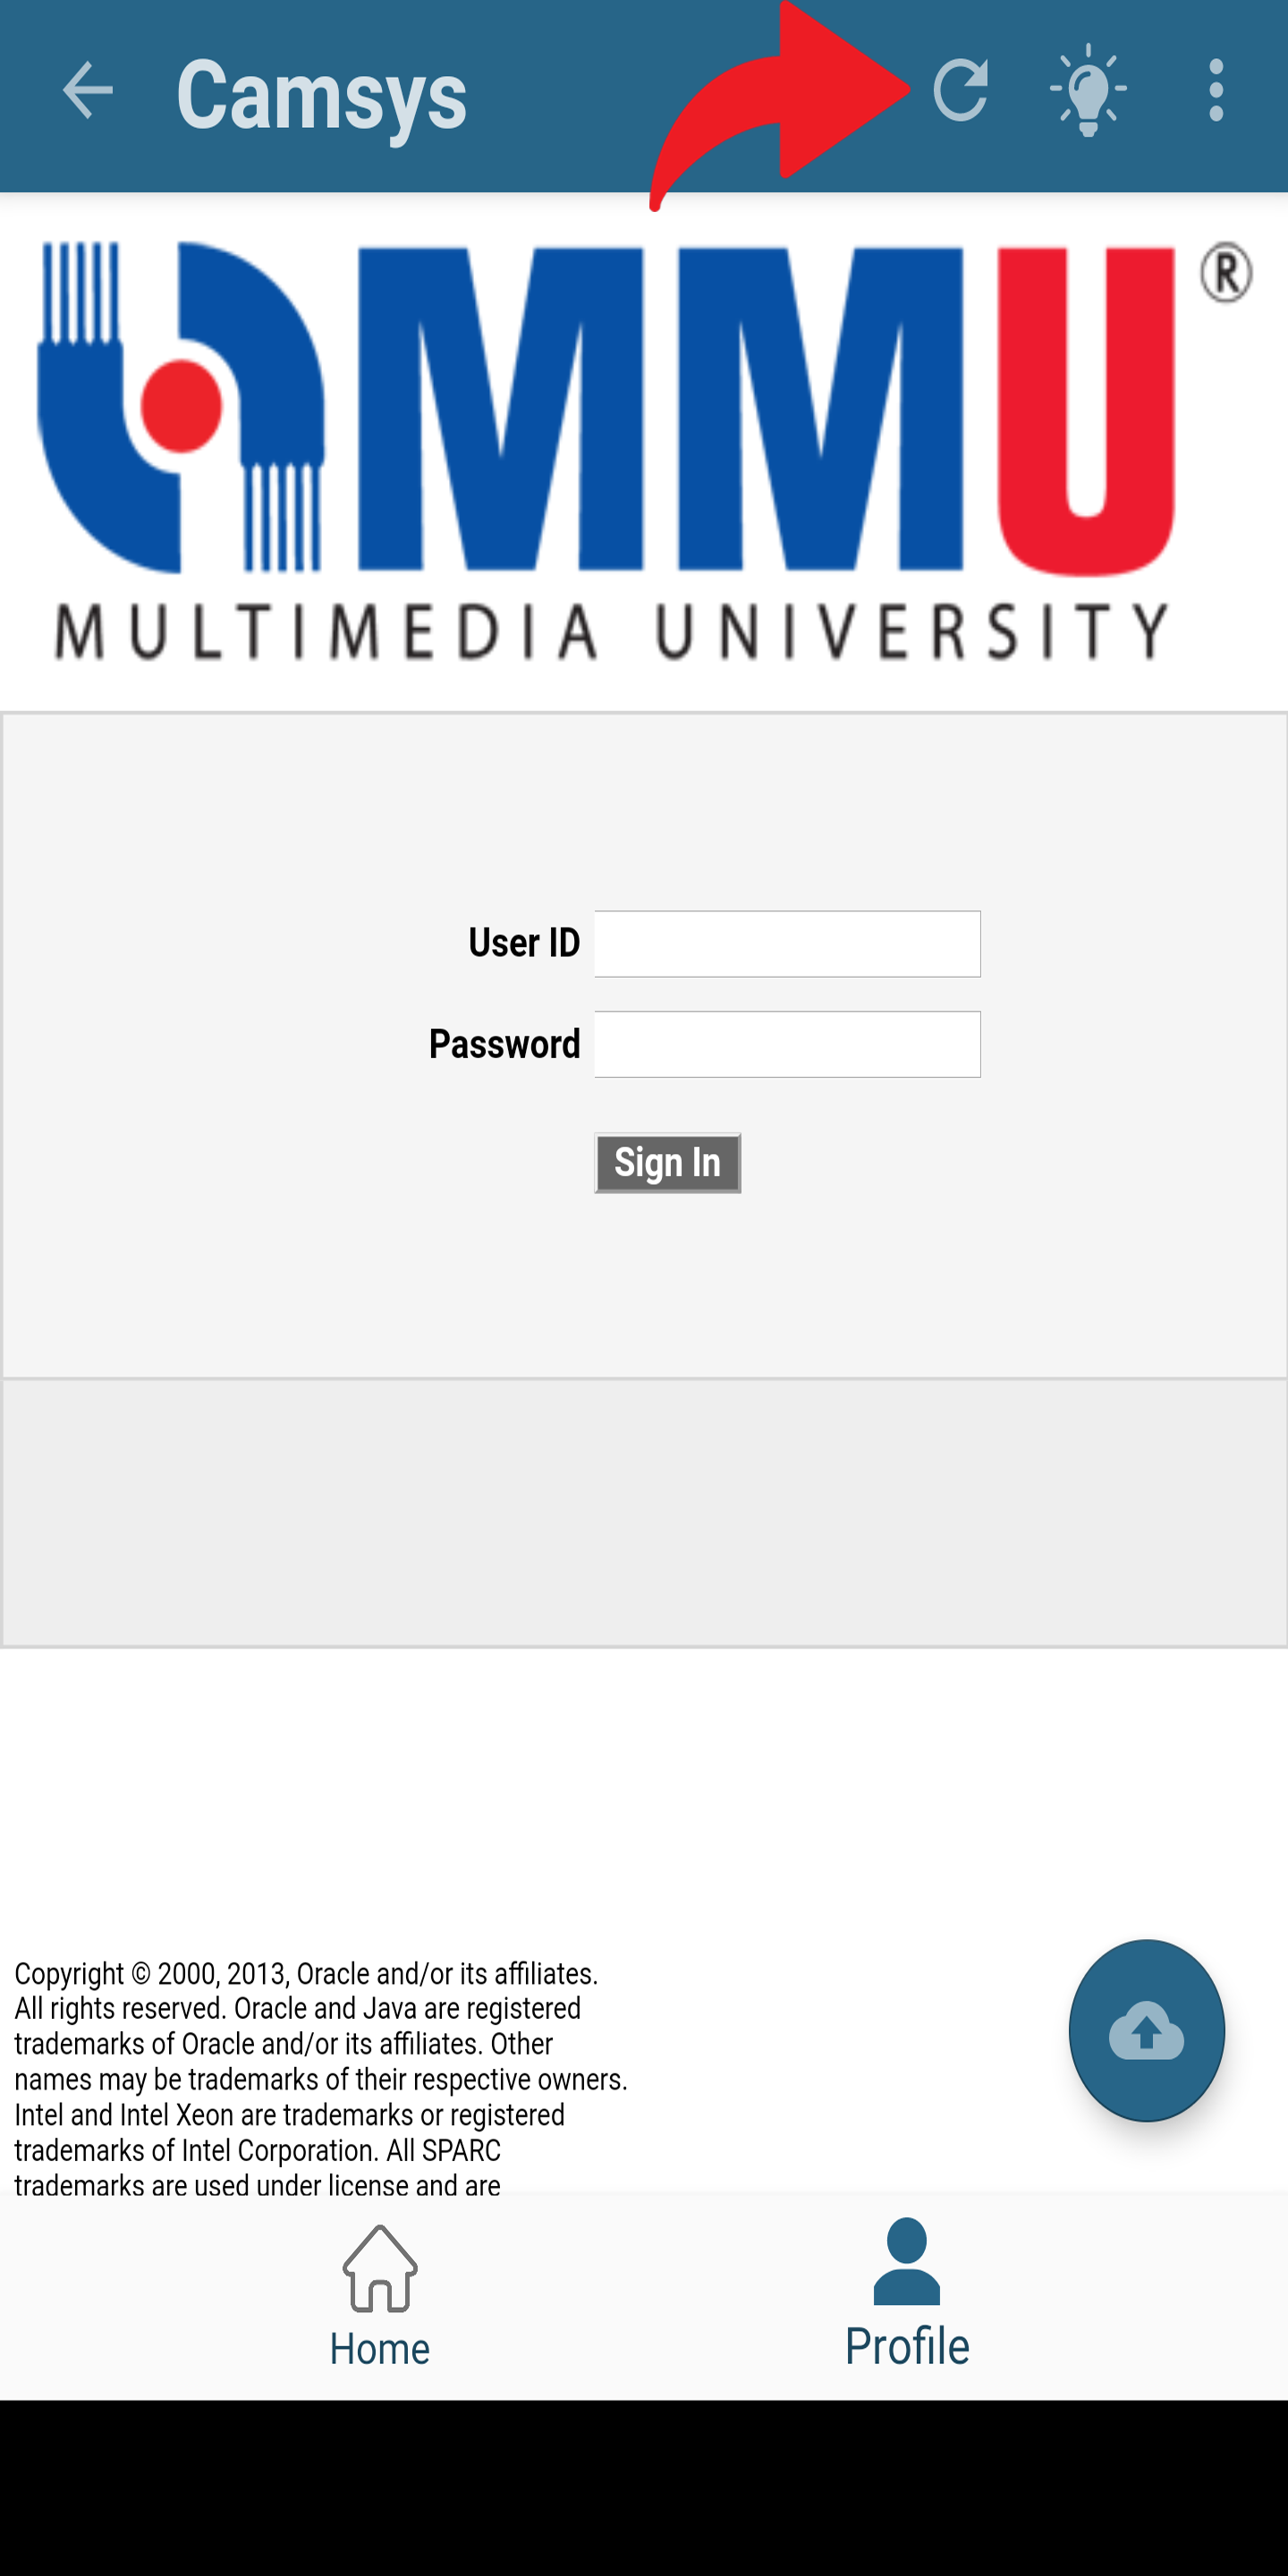 Camsys
MMU®
MULTIMEDIA UNIVERSITY
User ID
Password
Sign In
Copyright © 2000, 2013, Oracle and/or its affiliates.
All rights reserved. Oracle and Java are registered
trademarks of Oracle and/or its affiliates. Other
names may be trademarks of their respective owners.
Intel and Intel Xeon are trademarks or registered
trademarks of Intel Corporation. All SPARC
trademarks are used under license and are
Home
Profile